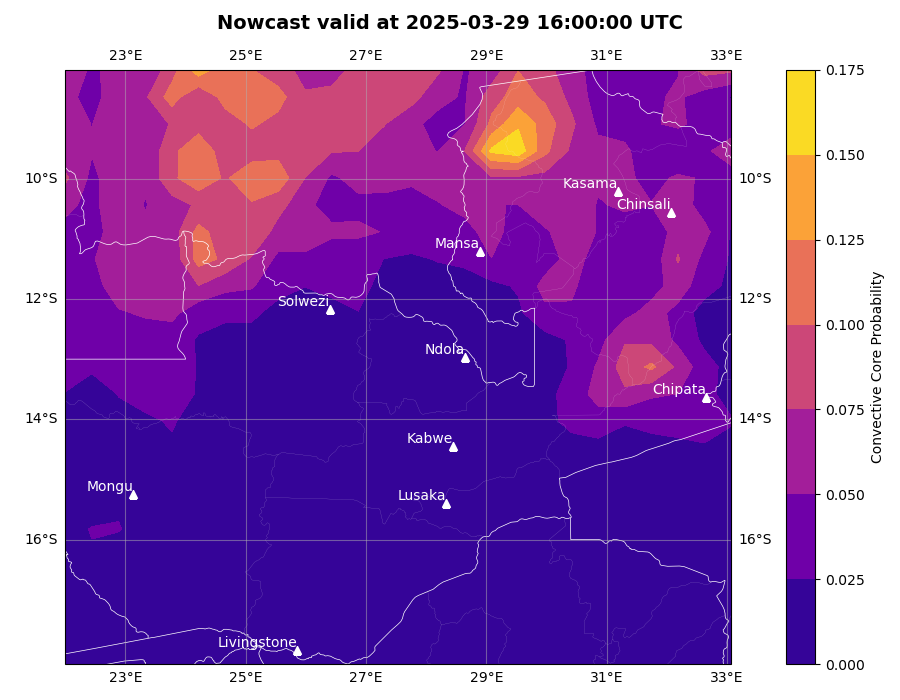 Nowcast valid at 2025-03-29 16:00:00 UTC
23°E 25°E 27°E 29°E 31°E 33°E
0.175
0.150
10°S Kasama 10°S
Chinsali
0.125
Mansa
12°S Solwezi 12°S
0.100
Ndola
Chipata
0.075
14°S 14°S
Kabwe
Mongu
Lusaka
0.050
16°S 16°S
0.025
Livingstone
0.000
23°E 25°E 27°E 29°E 31°E 33°E
Convective Core Probability